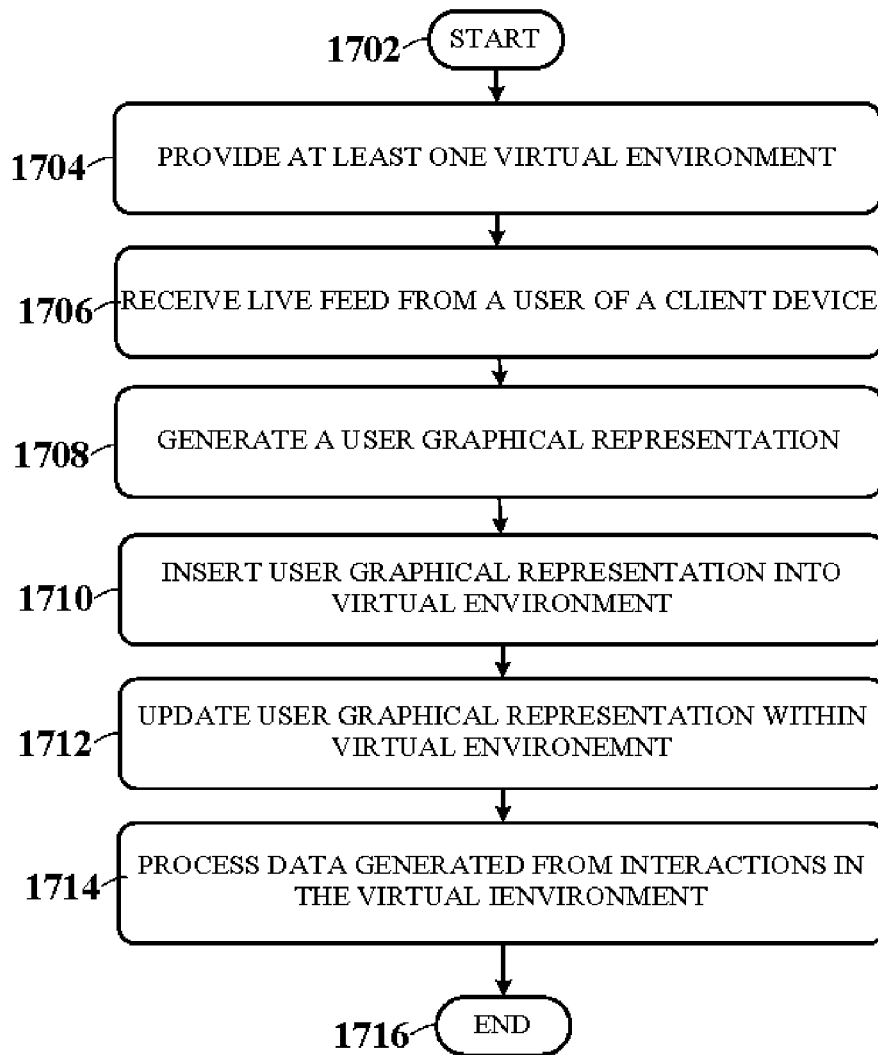 1702 START
1704 PROVIDE AT LEAST ONE VIRTUAL ENVIRONMENT
1706 RECEIVE LIVE FEED FROM A USER OF A CLIENT DEVICE
1708 GENERATE A USER GRAPHICAL REPRESENTATION
INSERT USER GRAPHICAL REPRESENTATION INTO
1710 VIRTUAL ENVIRONMENT
UPDATE USER GRAPHICAL REPRESENTATION WITHIN
1712 VIRTUAL ENVIRONEMNT
PROCESS DATA GENERATED FROM INTERACTIONS IN
1714 THE VIRTUAL IENVIRONMENT
1716 END